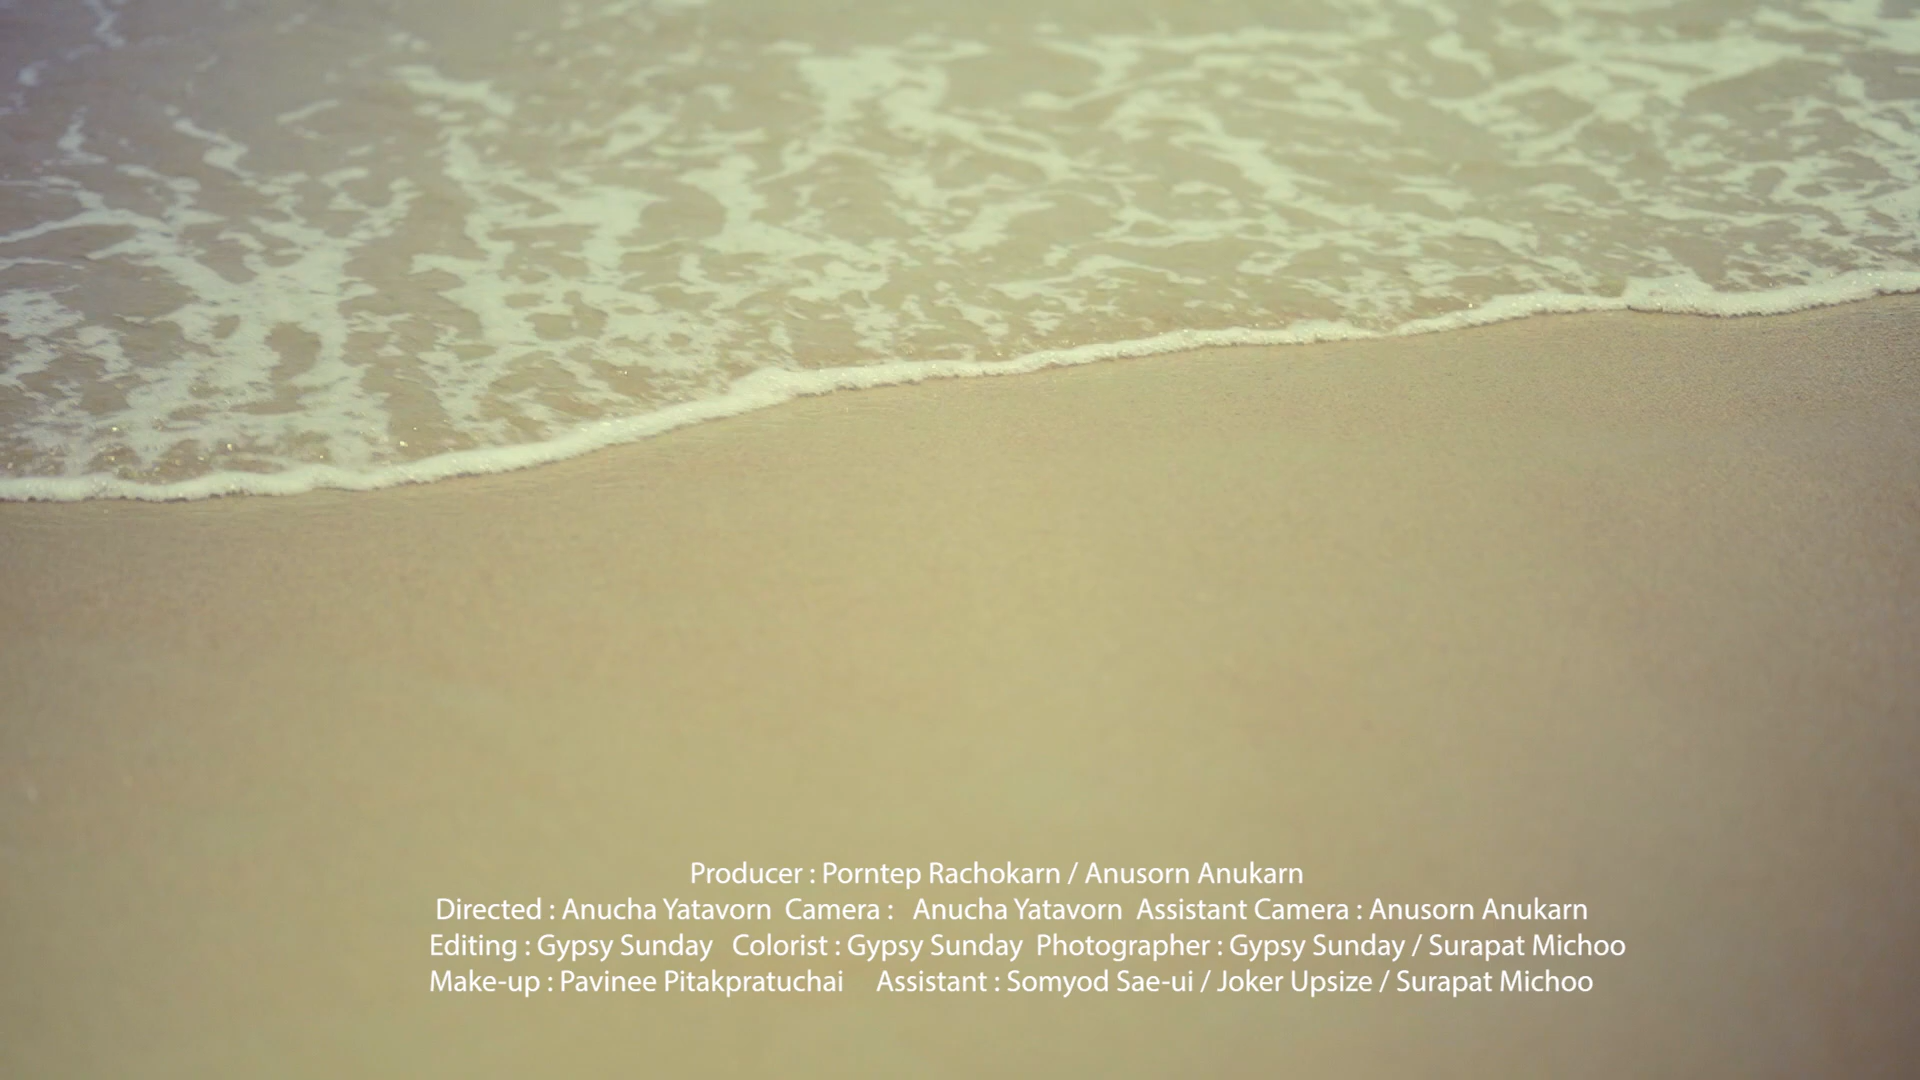 Producer : Porntep Rachokarn / Anusorn Anukarn
Directed : Anucha Yatavorn Camera : Anucha Yatavorn Assistant Camera : Anusorn Anukarn
Editing : Gypsy Sunday Colorist : Gypsy Sunday Photographer : Gypsy Sunday / Surapat Michoo
Make-up : Pavinee Pitakpratuchai Assistant : Somyod Sae-ui / Joker Upsize / Surapat Michoo